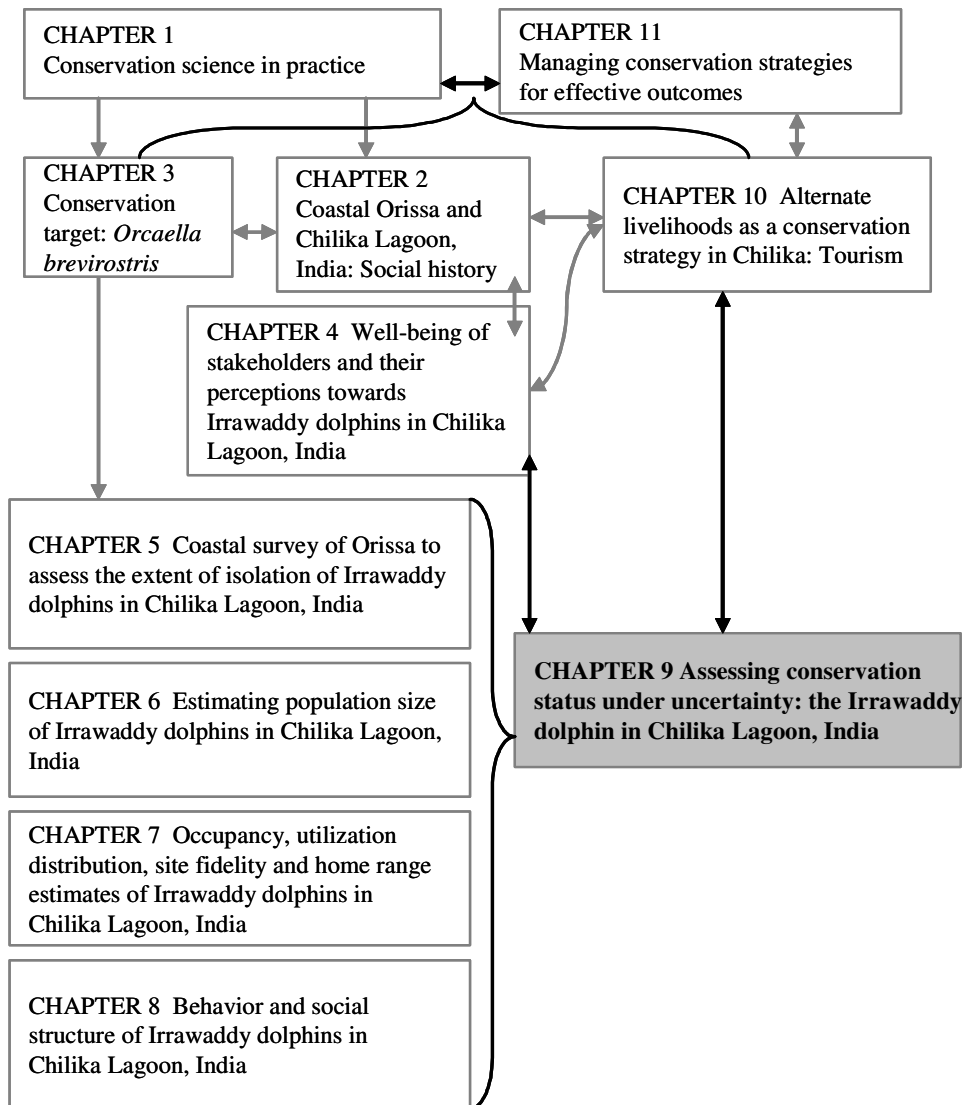 CHAPTER 1
Conservation science in practice
CHAPTER 11
Managing conservation strategies
for effective outcomes
CHAPTER 3
Conservation
target: Orcaella
brevirostris
CHAPTER 2
Coastal Orissa and
Chilika Lagoon,
India: Social history
CHAPTER 10 Alternate
livelihoods as a conservation
strategy in Chilika: Tourism
CHAPTER 4 Well-being of
stakeholders and their
perceptions towards
Irrawaddy dolphins in Chilika
Lagoon, India
CHAPTER 5 Coastal survey of Orissa to
assess the extent of isolation of Irrawaddy
dolphins in Chilika Lagoon, India
CHAPTER 9 Assessing conservation
status under uncertainty: the Irrawaddy
dolphin in Chilika Lagoon, India
CHAPTER 6 Estimating population size
of Irrawaddy dolphins in Chilika Lagoon,
India
CHAPTER 7 Occupancy, utilization
distribution, site fidelity and home range
estimates of Irrawaddy dolphins in
Chilika Lagoon, India
CHAPTER 8 Behavior and social
structure of Irrawaddy dolphins in
Chilika Lagoon, India